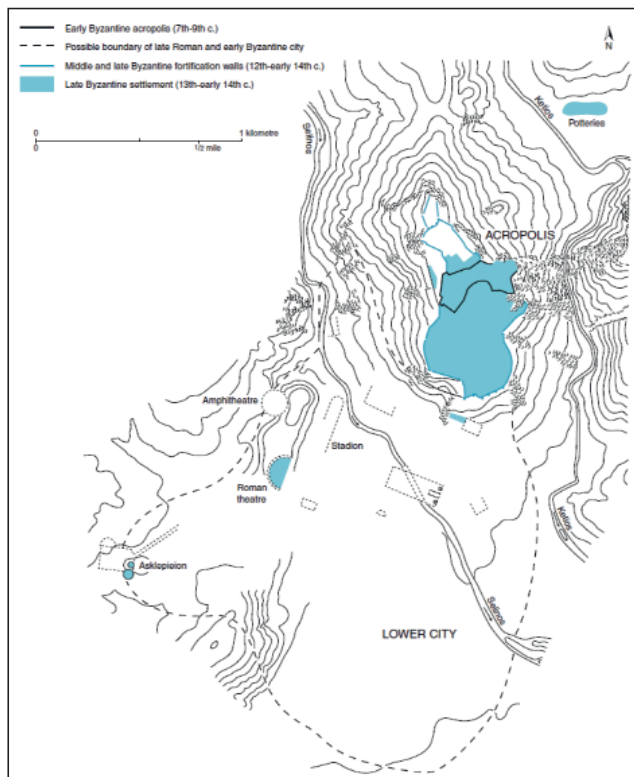 Early Byzantine acropolis (7th-9th c.)
Possible boundary of late Roman and early Byzantine city
Middle and late Byzantine fortification walls (12th-early 14th c.)
Late Byzantine settlement (13th-early 14th c.)
N
0 1 kilometre
0 1/2 mile
Selinos
Ketios
Potteries
ACROPOLIS
Amphitheatre
Stadion
Roman
theatre
Ketios
Asklepieion
Selinos
LOWER CITY